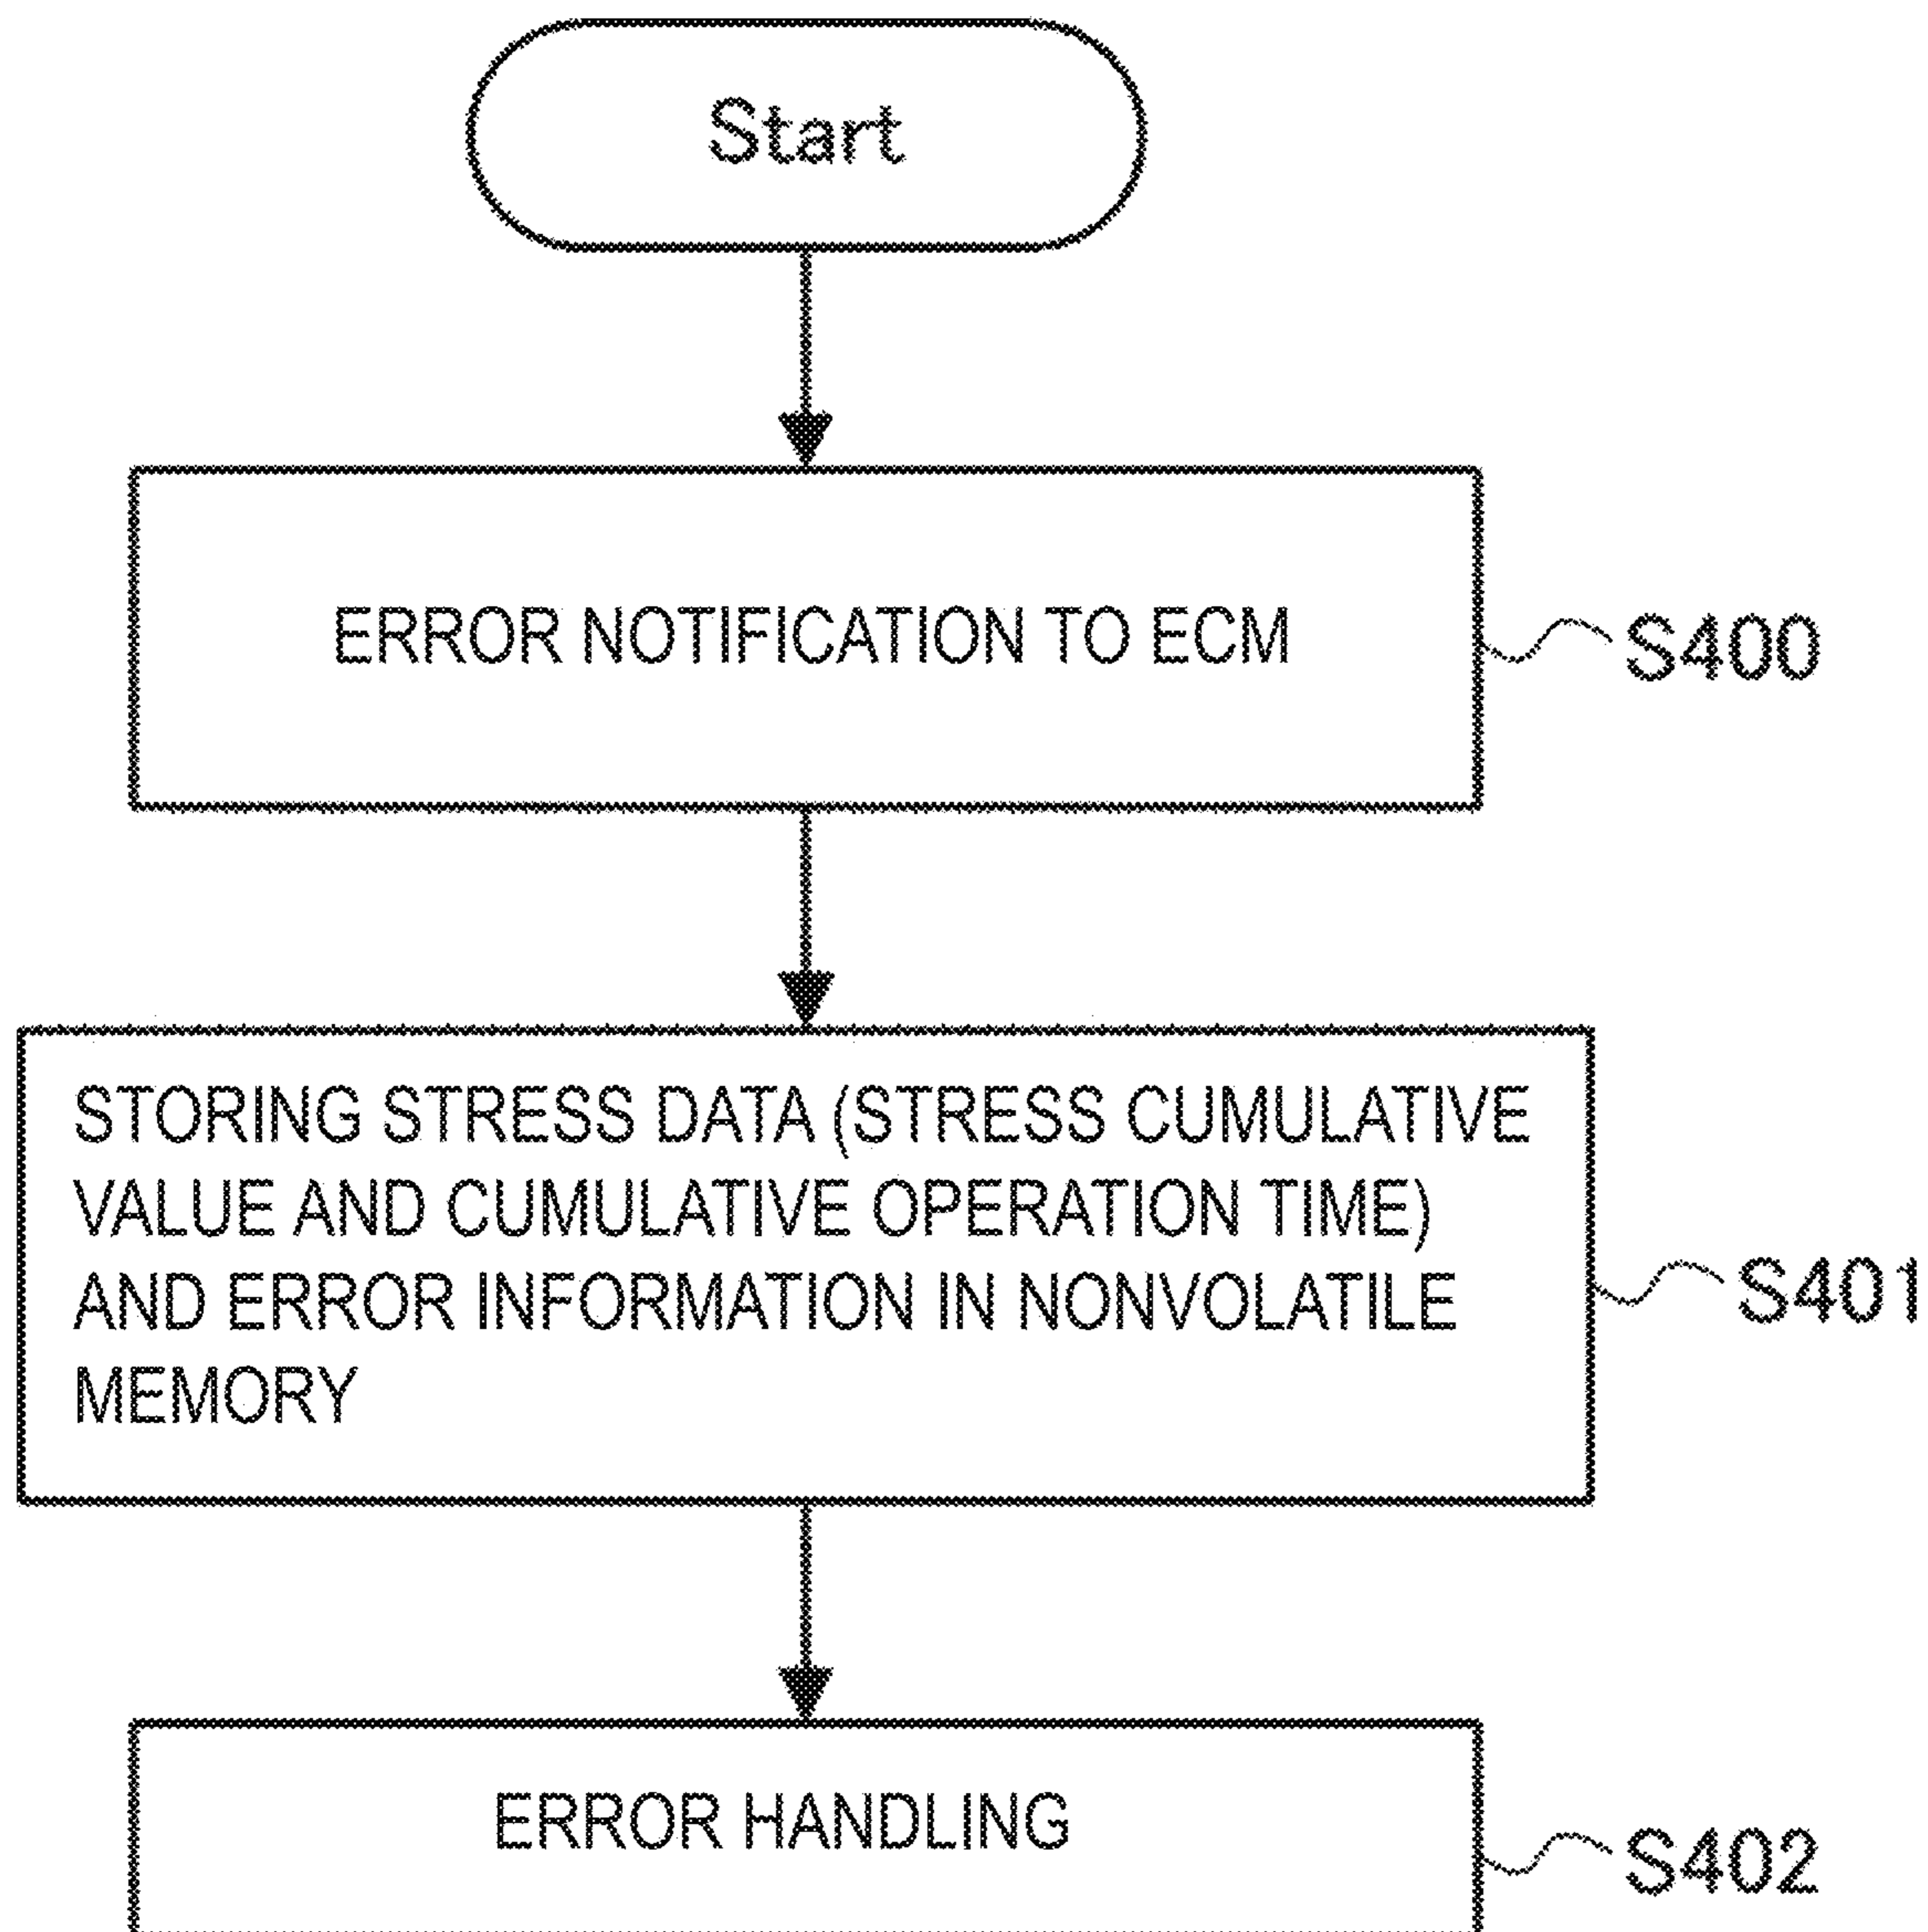 Start
ERROR NOTIFICATION TO ECM
S400
STORING STRESS DATA (STRESS CUMULATIVE
VALUE AND CUMULATIVE OPERATION TIME)
AND ERROR INFORMATION IN NONVOLATILE
MEMORY
S401
ERROR HANDLING
S402